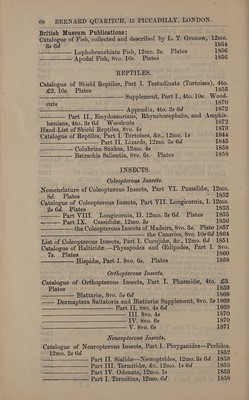 68 BERNARD QUARITCH, 15 PICCADILLY, LONDON.
British Museum Publications:
Catalogue of Fish, collected and described by L. T. Gronow, 12mo.
3s 6d 1854
Lophobranchiate Fish, 12mo. 2s. Plates 1856
Apodal Fish, 8vo. 10s. Plates 1856
REPTILES.
Catalogue of Shield Reptiles, Part I. Testudinata (Tortoises), 4to.
£2. 10s. Plates 1855
Supplement, Part I., 4to. 10s. Wood-
cuts 1870
Appendix, 4to. 2s 6d 1872
Part II., Emydosaurians, Rhynchocephalia, and Amphis-
bænians, 4to. 3s 6d. Woodcuts 1872
Hand-List of Shield Reptiles, 8vo. 4s 1873
Catalogue of Reptiles, Part I. Tortoises, &c., 12mo. 1s 1844
Part II. Lizards, 12mo. 3s 6d 1845
Colubrine Snakes, 12mo. 4s 1858
Batrachia Salientia, 8vo. 6s. Plates 1858
INSECTS.
Coleopterous Insects.
Nomenclature of Coleopterous Insects, Part VI. Passalidæ, 12mo.
8d. Plates 1852
Catalogue of Coleopterous Insects, Part VII. Longicornia, I. 12mo.
2s 6d. Plates 1853
Part VIII. Longicornia, II. 12mo. 3s 6d Plates 1855
Part IX. Cassididæ, 12mo. 3s 1856
the Coleopterous Insects of Madeira, 8vo. 3s. Plate 1857
the Canaries, 8vo. 10s 6d 1864
List of Coleopterous Insects, Part I. Cucujidæ, &c., 12mo. 6d 1851
Catalogue of Halticidæ.—Physapodes and Œdipodes, Part I. 8vo.
7s. Plates 1860
Hispidæ, Part I. 8vo. 6s. Plates 1858
Orthopterous Insects.
Catalogue of Orthopterous Insects, Part I. Phasmidæ, 4to. £3.
Plates 1859
Blattariæ, 8vo. 5s 6d 1868
Dermaptera Saltatoria and Blattariæ Supplement, 8vo. 5s 1869
Part II. 8vo. 4s 6d 1869
III. 8vo. 4s 1870
IV. 8vo. 6s 1870
V. 8vo. 6s 1871
Neuropterous Insects.
Catalogue of Neuropterous Insects, Part I. Phryganides—Perlides,
12mo. 2s 6d 1852
Part II. Sialidæ—Nemoptrides, 12mo. 3s 6d 1853
Part III. Termitidæ, &c. 12mo. 1s 6d 1853
Part IV. Odonata, 12mo. 1s 1853
Part I. Termitina, 12mo. 6d 1858